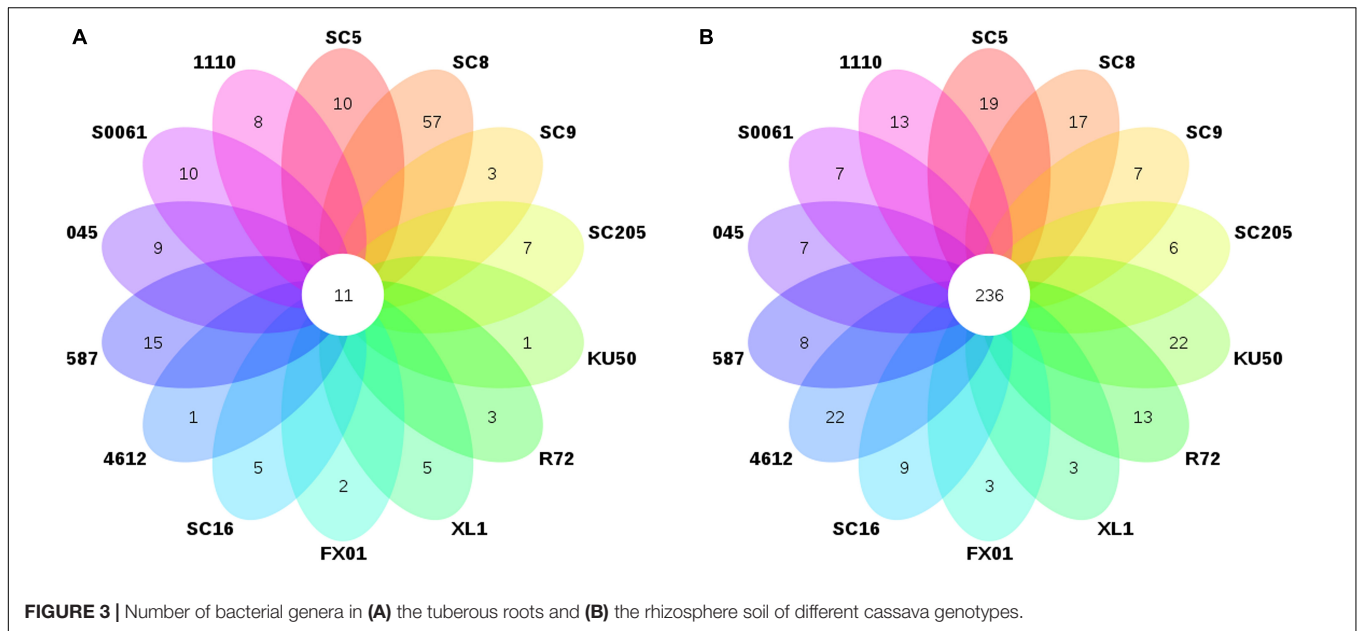 A
SC5
1110
SC8
10
8
57
S0061
SC9
10
3
045
SC205
9
7
11
587
15
1
KU50
1
3
4612
R72
5
5
2
SC16
XL1
FX01
B
SC5
1110
SC8
19
13
17
S0061
SC9
7
7
045
SC205
7
6
236
587
8
22
KU50
22
13
4612
R72
9
3
3
SC16
XL1
FX01
FIGURE 3 | Number of bacterial genera in (A) the tuberous roots and (B) the rhizosphere soil of different cassava genotypes.